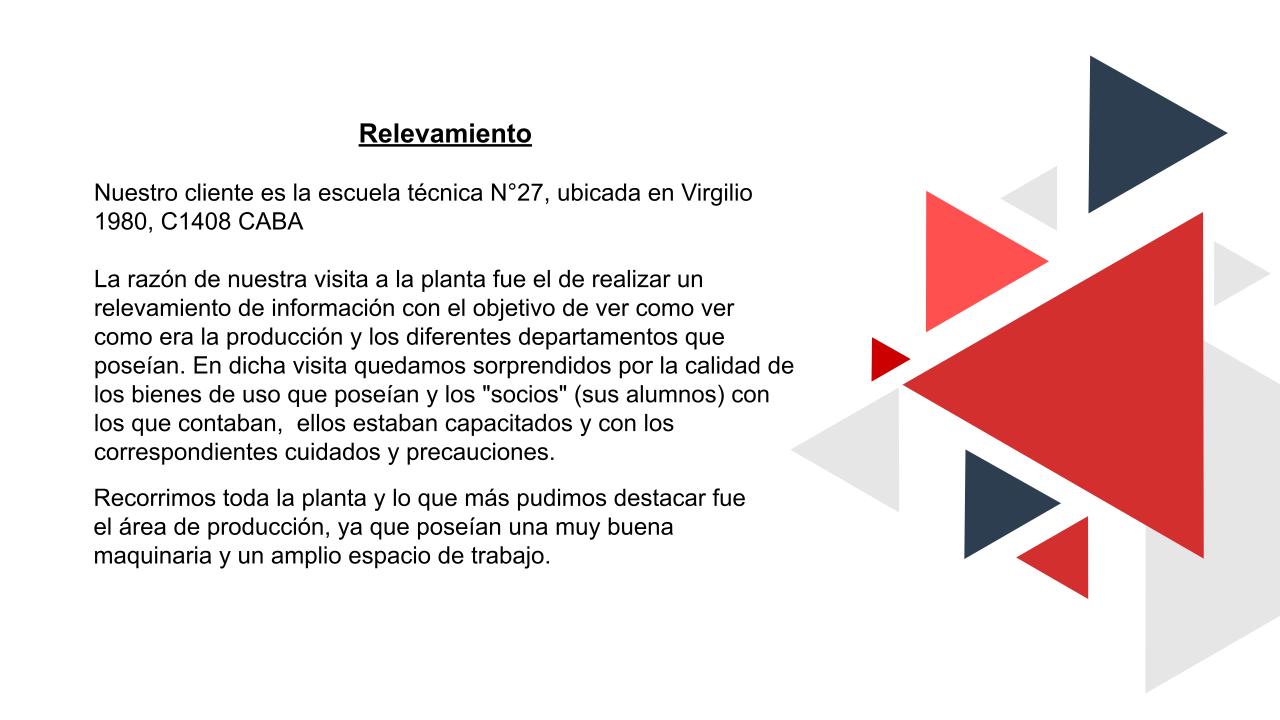 Relevamiento
Nuestro cliente es la escuela técnica N°27, ubicada en Virgilio
1980, C1408 CABA
La razón de nuestra visita a la planta fue el de realizar un
relevamiento de información con el objetivo de ver como ver
como era la producción y los diferentes departamentos que
poseían. En dicha visita quedamos sorprendidos por la calidad de
los bienes de uso que poseían y los "socios" (sus alumnos) con
los que contaban,  ellos estaban capacitados y con los
correspondientes cuidados y precauciones.
Recorrimos toda la planta y lo que más pudimos destacar fue
el área de producción, ya que poseían una muy buena
maquinaria y un amplio espacio de trabajo.